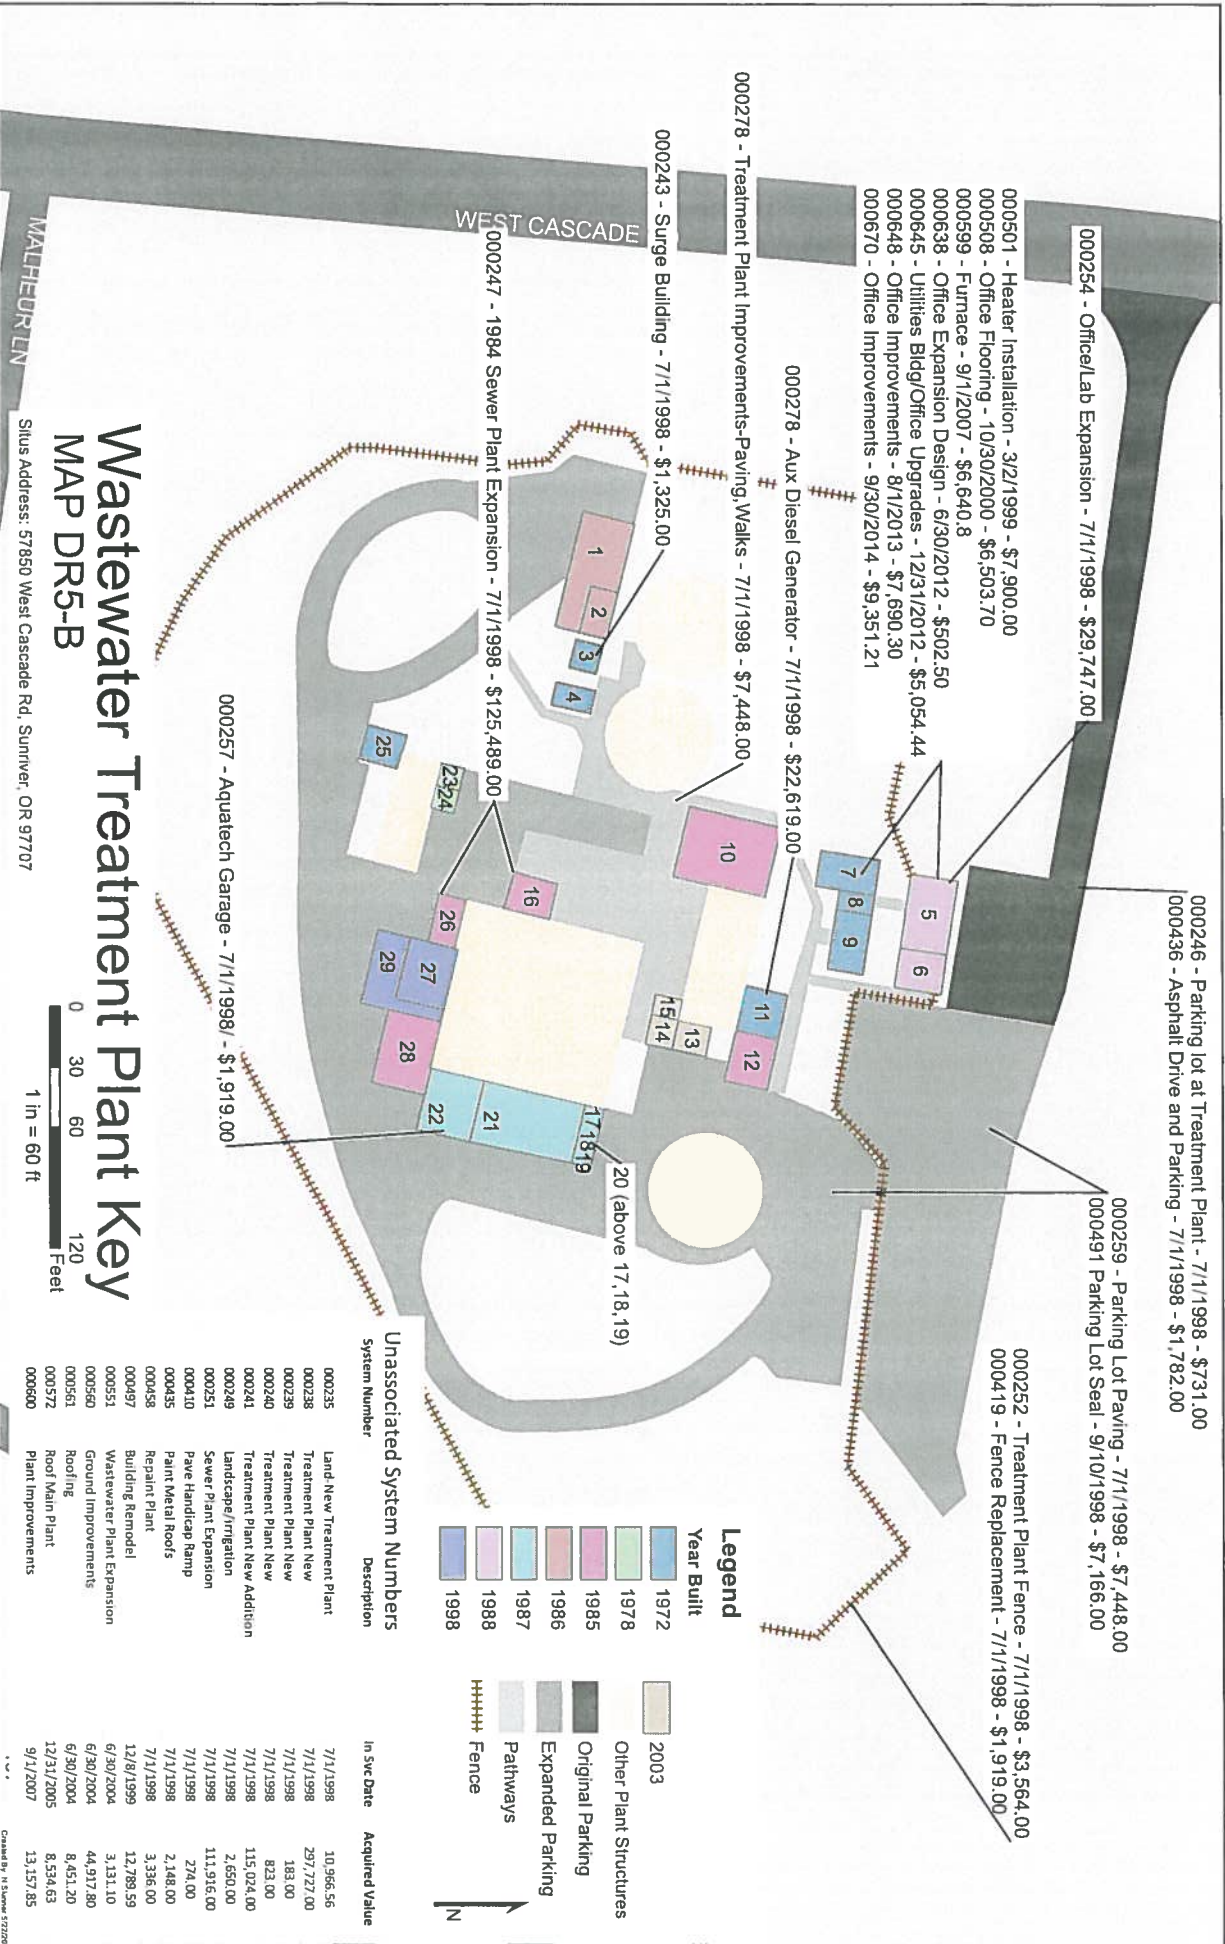 000246 - Parking lot at Treatment Plant - 7/1/1998 - $731.00
000436 - Asphalt Drive and Parking - 7/1/1998 - $1,782.00
000259 - Parking Lot Paving - 7/1/1998 - $7,448.00
000491 Parking Lot Seal - 9/10/1998 - $7,166.00
000252 - Treatment Plant Fence - 7/1/1998 - $3,564.00
000419 - Fence Replacement - 7/1/1998 - $1,919.00
000254 - Office/Lab Expansion - 7/1/1998 - $29,747.00
000501 - Heater Installation - 3/2/1999 - $7,900.00
000508 - Office Flooring - 10/30/2000 - $6,503.70
000599 - Furnace - 9/1/2007 - $6,640.8
000638 - Office Expansion Design - 6/30/2012 - $502.50
000645 - Utilities Bldg/Office Upgrades - 12/31/2012 - $5,054.44
000648 - Office Improvements - 8/1/2013 - $7,690.30
000670 - Office Improvements - 9/30/2014 - $9,351.21
000278 - Aux Diesel Generator - 7/1/1998 - $22,619.00
000278 - Treatment Plant Improvements-Paving,Walks - 7/1/1998 - $7,448.00
000243 - Surge Building - 7/1/1998 - $1,325.00
WEST CASCADE
000247 - 1984 Sewer Plant Expansion - 7/1/1998 - $125,489.00
000257 - Aquatech Garage - 7/1/1998/ - $1,919.00
20 (above 17,18,19)
MALHEUR LN
1
2
3
4
5
6
7
8
9
10
11
12
13
14
15
16
17
18
19
21
22
23
24
25
26
27
28
29
Wastewater Treatment Plant Key
MAP DR5-B
Situs Address: 57850 West Cascade Rd, Sunriver, OR 97707
0 30 60 120
Feet
1 in = 60 ft
Legend
Year Built
1972
1978
1985
1986
1987
1988
1998
2003
Other Plant Structures
Original Parking
Expanded Parking
Pathways
Fence
N
Unassociated System Numbers
System Number Description In Svc Date Acquired Value
000235 Land-New Treatment Plant 7/1/1998 10,966.56
000238 Treatment Plant New 7/1/1998 297,727.00
000239 Treatment Plant New 7/1/1998 183.00
000240 Treatment Plant New 7/1/1998 823.00
000241 Treatment Plant New Addition 7/1/1998 115,024.00
000249 Landscape/irrigation 7/1/1998 2,650.00
000251 Sewer Plant Expansion 7/1/1998 111,916.00
000410 Pave Handicap Ramp 7/1/1998 274.00
000435 Paint Metal Roofs 7/1/1998 2,148.00
000458 Repaint Plant 7/1/1998 3,336.00
000497 Building Remodel 12/8/1999 12,789.59
000551 Wastewater Plant Expansion 6/30/2004 3,131.10
000560 Ground Improvements 6/30/2004 44,917.80
000561 Roofing 6/30/2004 8,451.20
000572 Roof Main Plant 12/31/2005 8,534.63
000600 Plant Improvements 9/1/2007 13,157.85
Created By